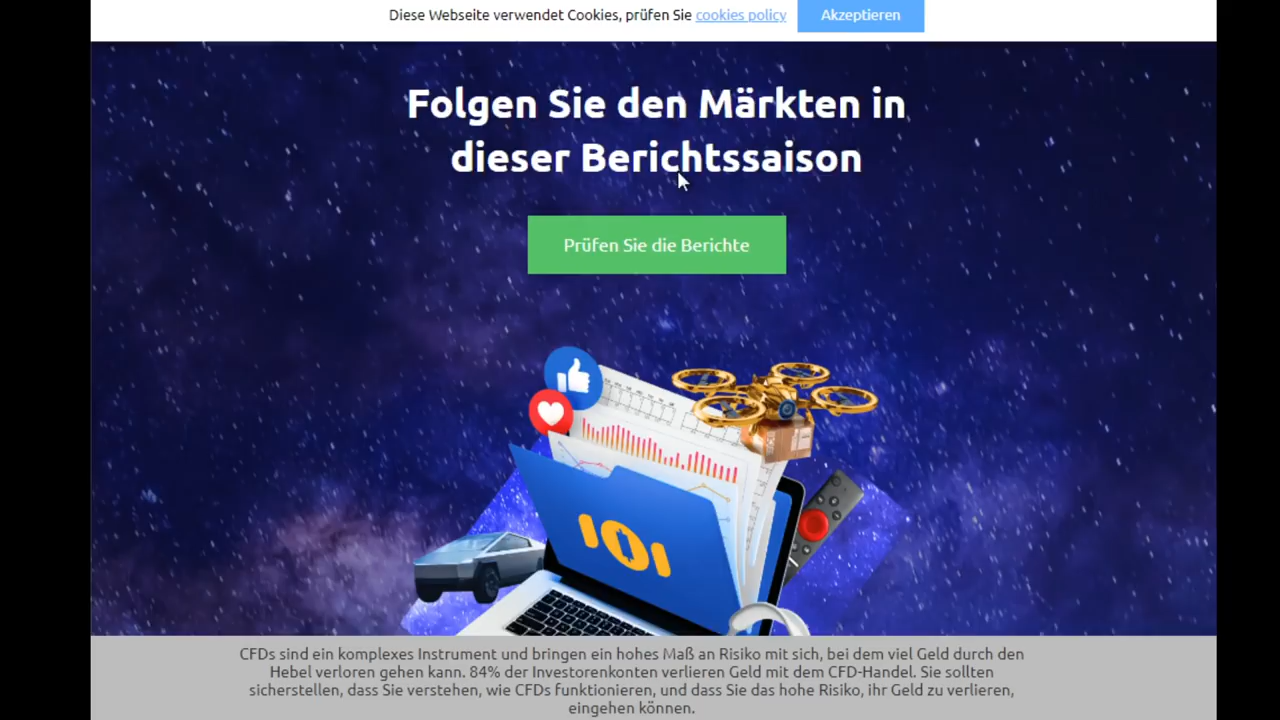 Diese Webseite verwendet Cookies, prüfen Sie cookies policy Akzeptieren
Folgen Sie den Märkten in
dieser Berichtssaison
Prüfen Sie die Berichte
101
CFDs sind ein komplexes Instrument und bringen ein hohes Maß an Risiko mit sich, bei dem viel Geld durch den
Hebel verloren gehen kann. 84% der Investorenkonten verlieren Geld mit dem CFD-Handel. Sie sollten
sicherstellen, dass Sie verstehen, wie CFDs funktionieren, und dass Sie das hohe Risiko, ihr Geld zu verlieren,
eingehen können.